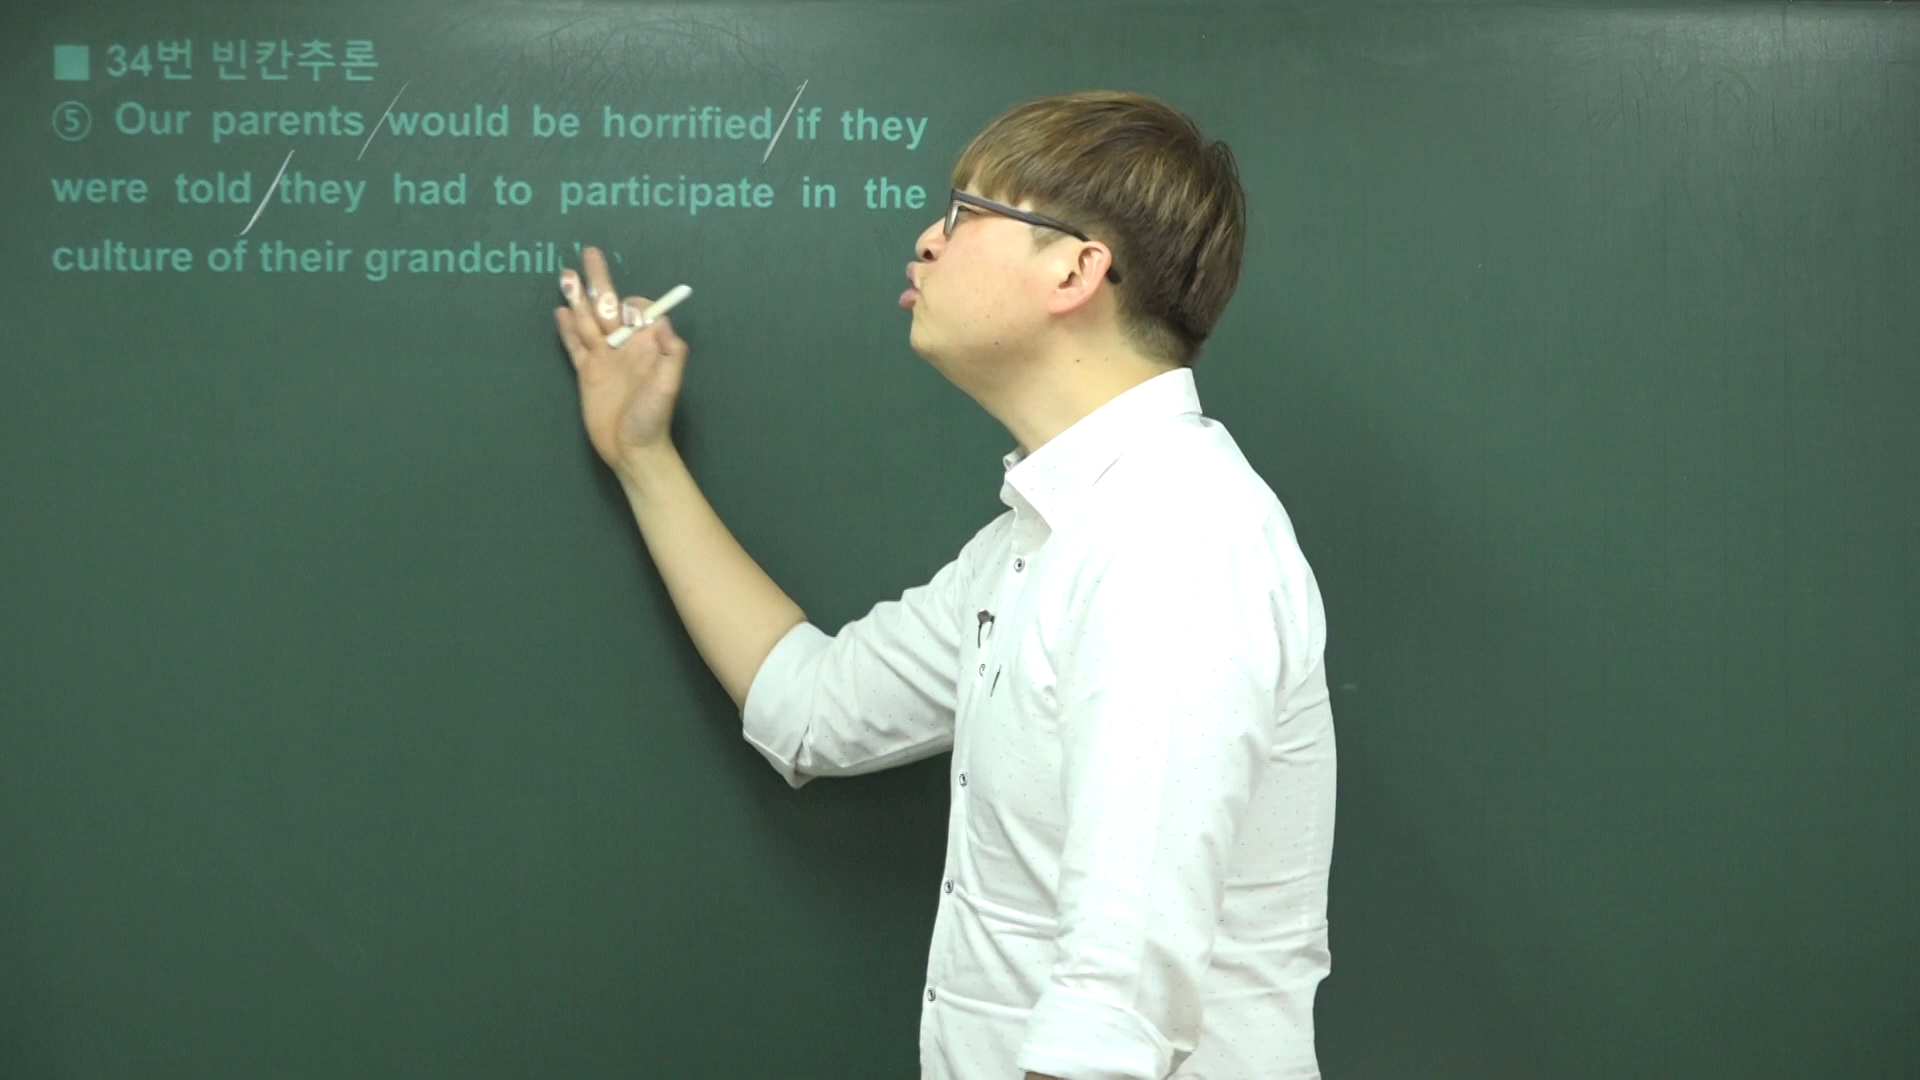 ■ 34번 빈칸추론
⑤ Our parents would be horrified if they
were told they had to participate in the
culture of their